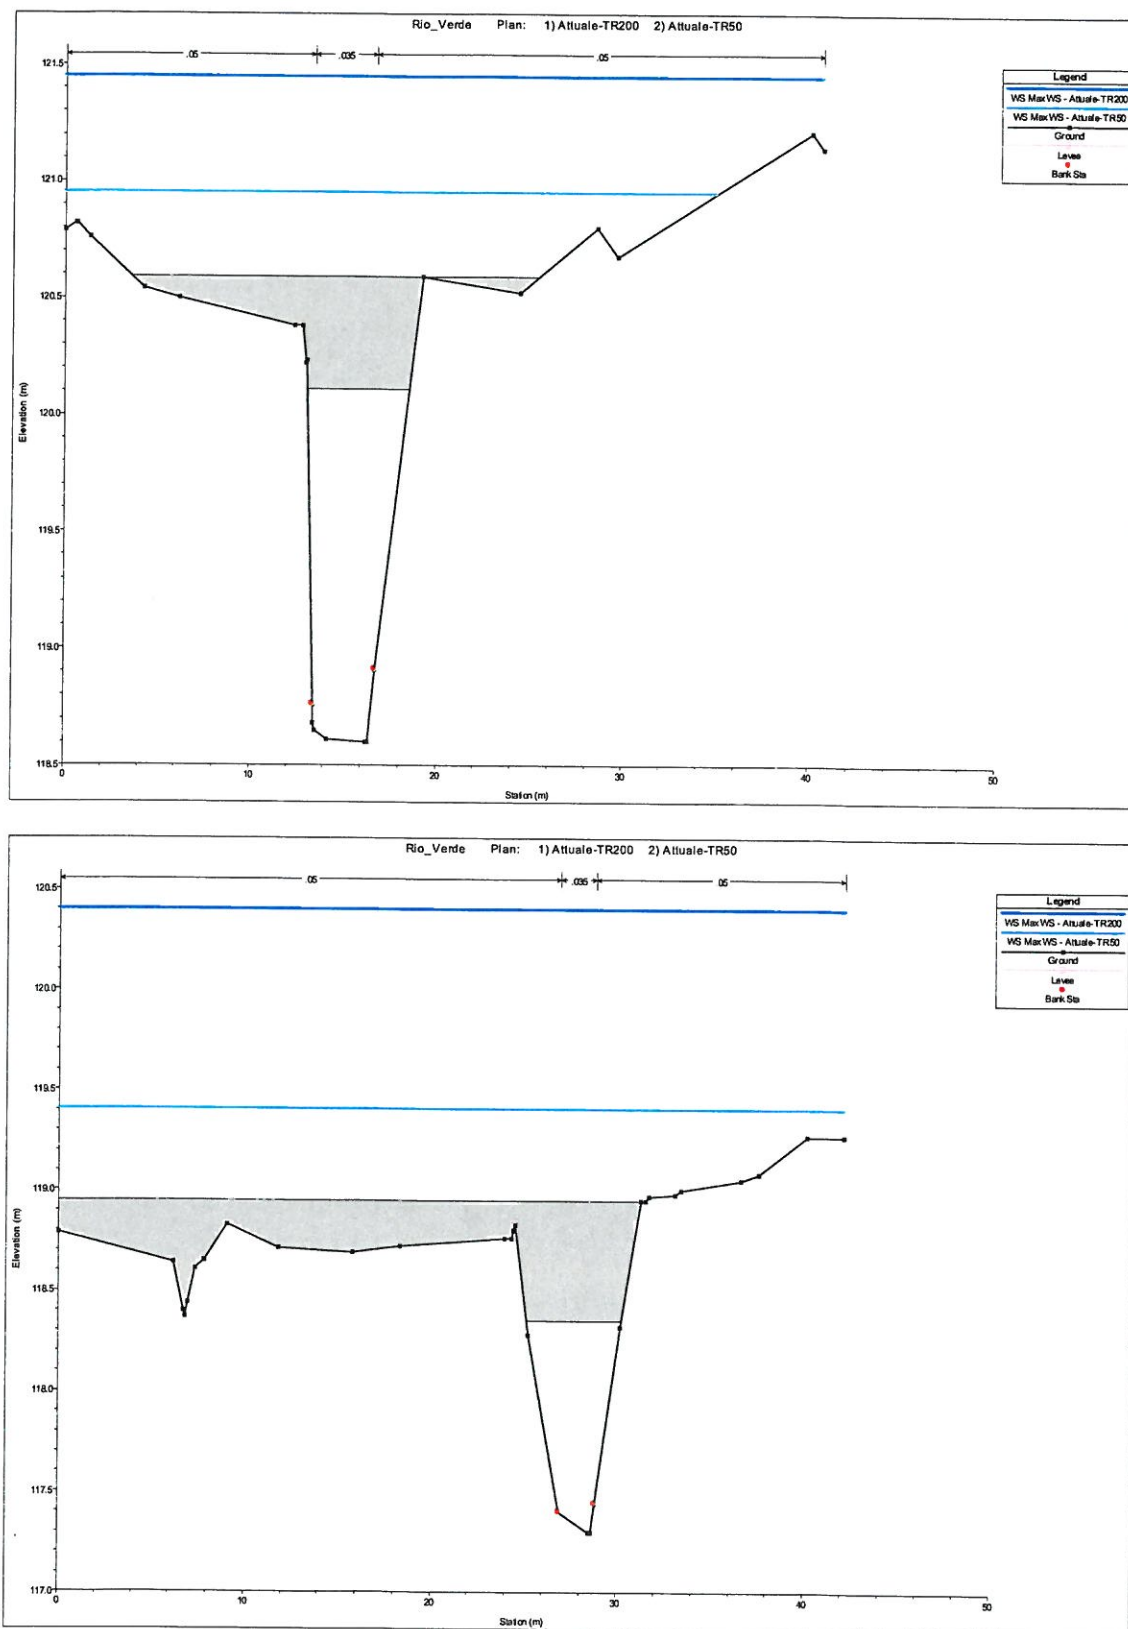 Rio_Verde Plan: 1) Attuale-TR200 2) Attuale-TR50
.05 .035 .05
121.5
121.0
120.5
120.0
119.5
119.0
118.5
Elevation (m)
0 10 20 30 40 50
Station (m)
Legend
WS Max WS - Attuale-TR200
WS Max WS - Attuale-TR50
Ground
Levee
Bank Sta
Rio_Verde Plan: 1) Attuale-TR200 2) Attuale-TR50
.05 .035 .05
120.5
120.0
119.5
119.0
118.5
118.0
117.5
117.0
Elevation (m)
0 10 20 30 40 50
Station (m)
Legend
WS Max WS - Attuale-TR200
WS Max WS - Attuale-TR50
Ground
Levee
Bank Sta